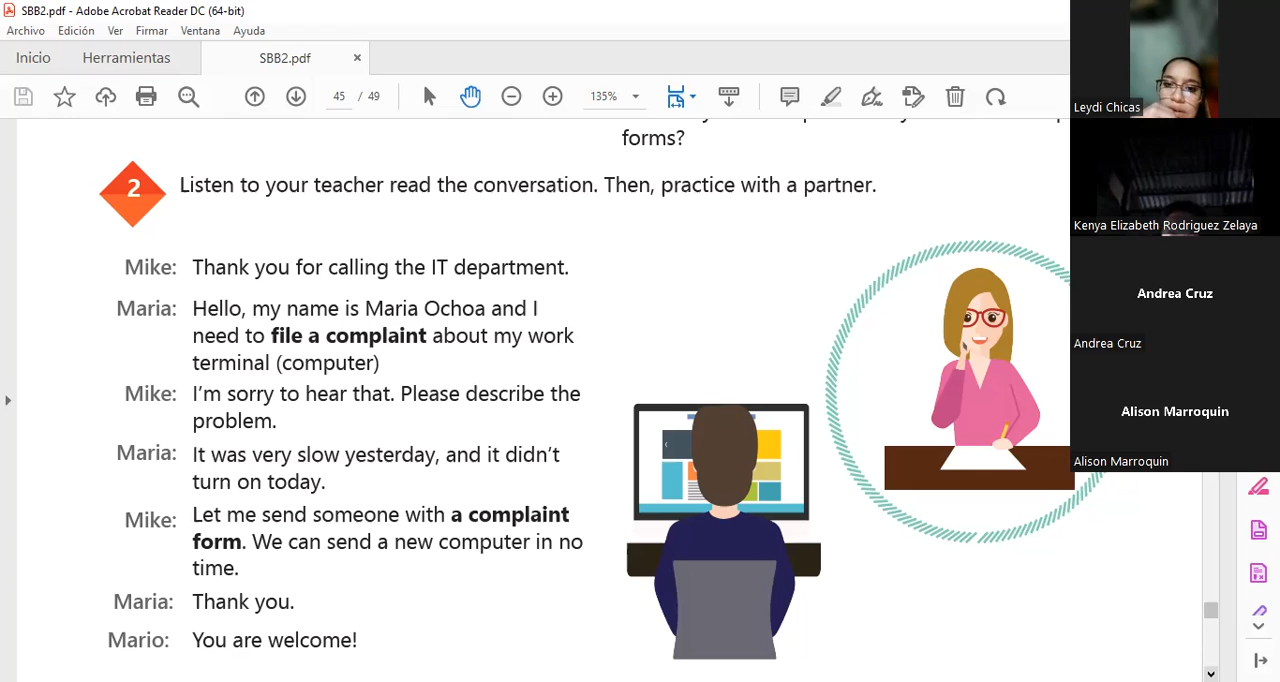 SBB2.pdf - Adobe Acrobat Reader DC (64-bit)
Archivo Edición Ver Firmar Ventana Ayuda
Inicio Herramientas SBB2.pdf ×
45 / 49 135%
forms?
2 Listen to your teacher read the conversation. Then, practice with a partner.
Mike: Thank you for calling the IT department.
Maria: Hello, my name is Maria Ochoa and I
need to file a complaint about my work
terminal (computer)
Mike: I'm sorry to hear that. Please describe the
problem.
Maria: It was very slow yesterday, and it didn't
turn on today.
Mike: Let me send someone with a complaint
form. We can send a new computer in no
time.
Maria: Thank you.
Mario: You are welcome!
Leydi Chicas
Kenya Elizabeth Rodriguez Zelaya
Andrea Cruz
Andrea Cruz
Alison Marroquin
Alison Marroquin